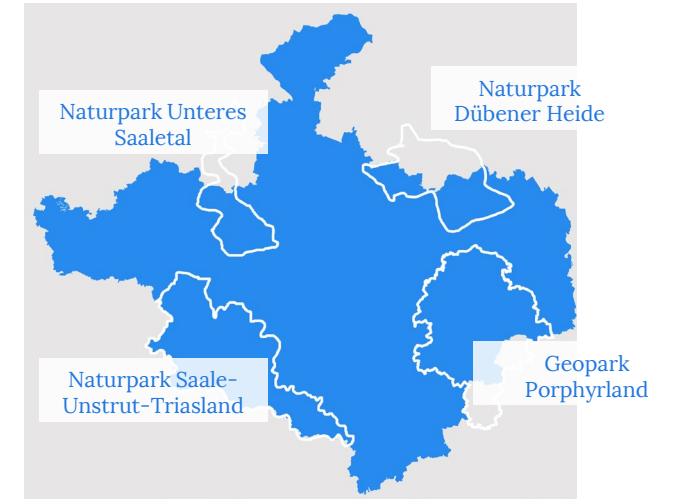 Naturpark
Dübener Heide
Naturpark Unteres
Saaletal
Geopark
Porphyrland
Naturpark Saale-
Unstrut-Triasland